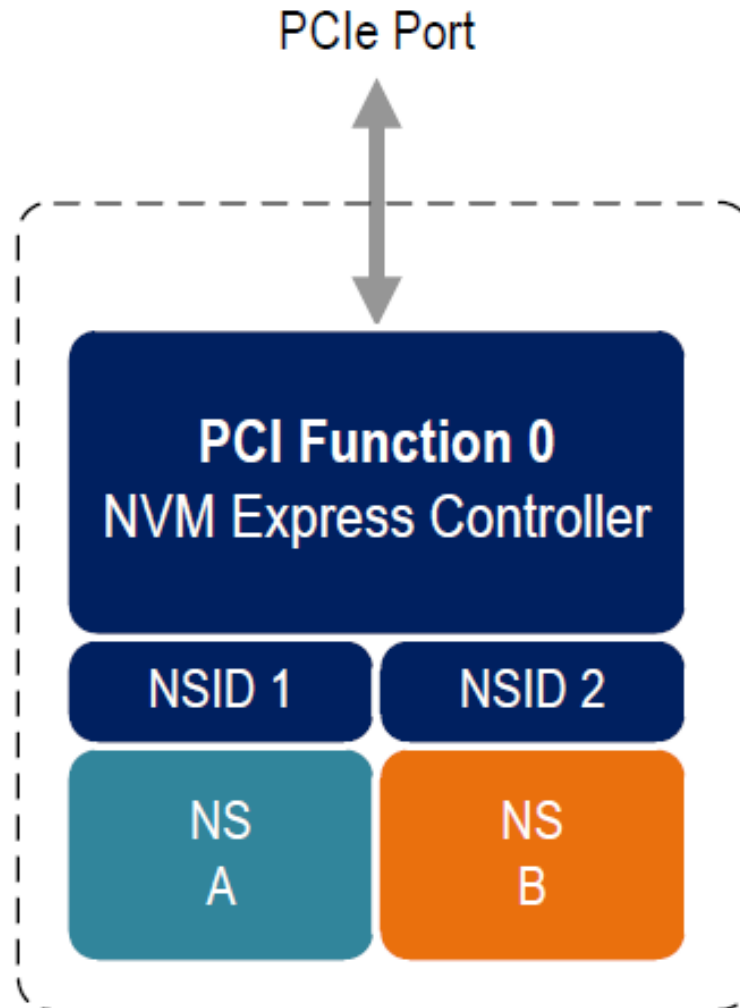 PCIe Port
PCI Function 0
NVM Express Controller
NSID 1
NSID 2
NS
A
NS
B